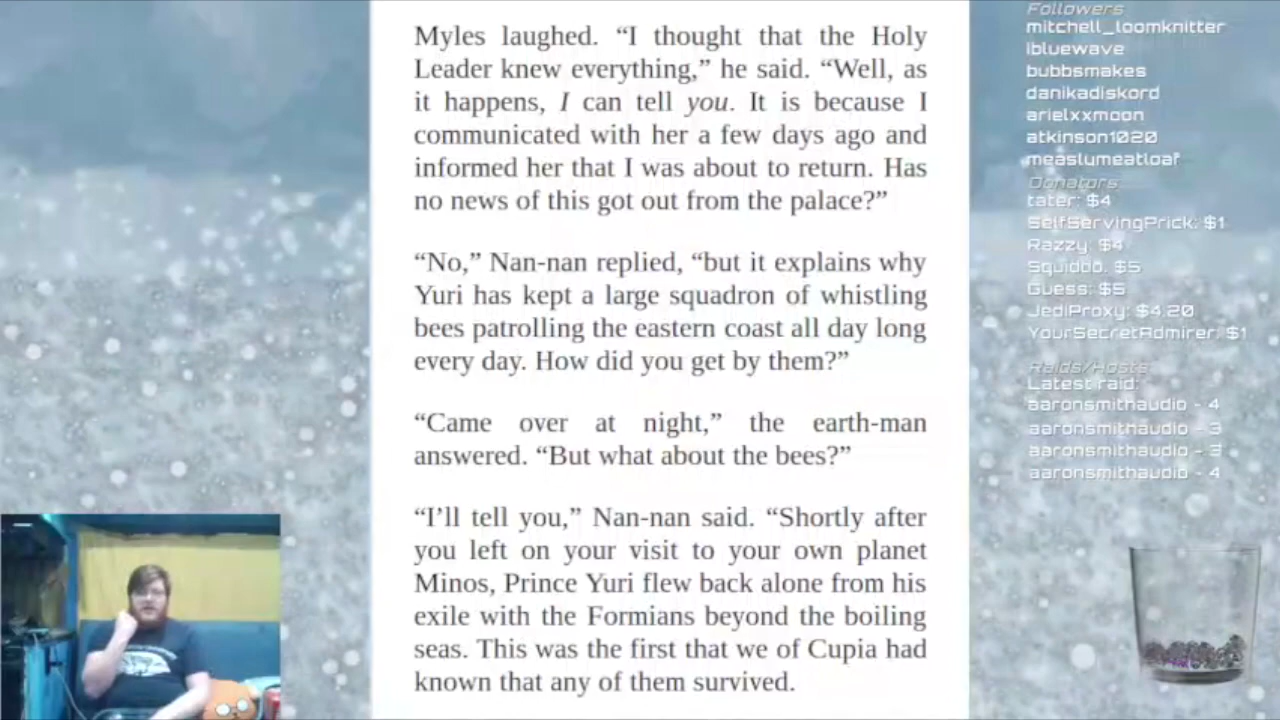 Myles laughed. “I thought that the Holy
Leader knew everything,” he said. “Well, as
it happens, I can tell you. It is because I
communicated with her a few days ago and
informed her that I was about to return. Has
no news of this got out from the palace?”
“No,” Nan-nan replied, “but it explains why
Yuri has kept a large squadron of whistling
bees patrolling the eastern coast all day long
every day. How did you get by them?”
“Came over at night,” the earth-man
answered. “But what about the bees?”
“I’ll tell you,” Nan-nan said. “Shortly after
you left on your visit to your own planet
Minos, Prince Yuri flew back alone from his
exile with the Formians beyond the boiling
seas. This was the first that we of Cupia had
known that any of them survived.
Followers
mitchell_loomknitter
lbluewave
bubbsmakes
danikadiskord
arielxxmoon
atkinson1020
measlymeatloaf
Donators
tater: $4
SelfServingPrick: $1
Razzy: $4
Squidoo: $5
Guess: $5
JediProxy: $4.20
YourSecretAdmirer: $1
Raids/Hosts
Latest raid:
aaronsmithaudio - 4
aaronsmithaudio - 3
aaronsmithaudio - 3
aaronsmithaudio - 4